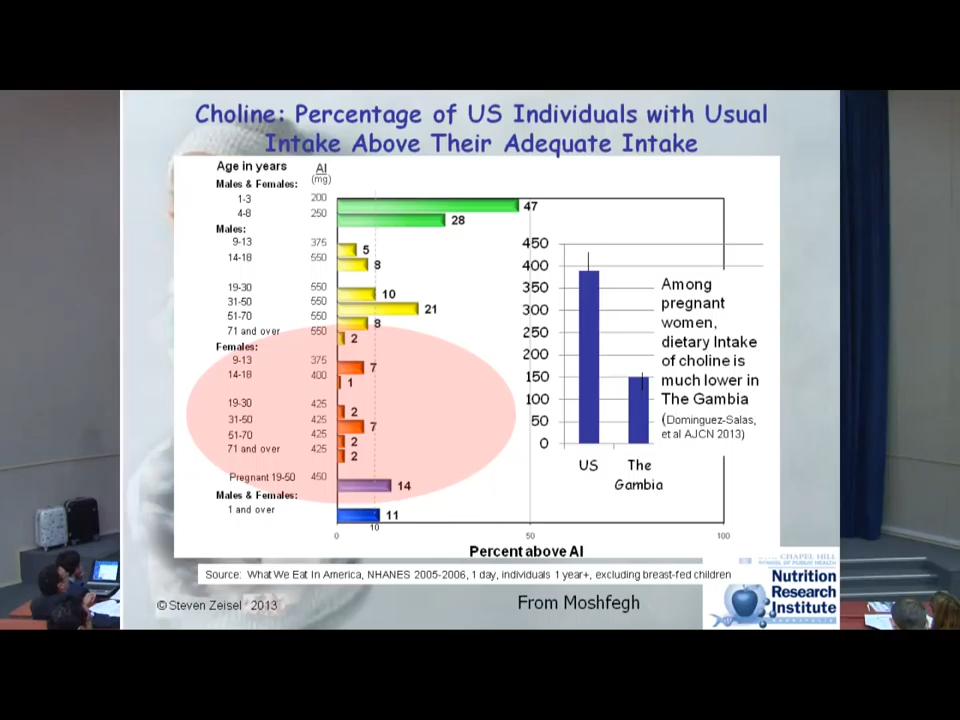 Choline: Percentage of US Individuals with Usual
Intake Above Their Adequate Intake
Age in years AI
(mg)
Males & Females:
1-3 200 47
4-8 250 28
Males:
9-13 375 5
14-18 550 8
19-30 550 10
31-50 550 21
51-70 550 8
71 and over 550 2
Females:
9-13 375 7
14-18 400 1
19-30 425 2
31-50 425 7
51-70 425 2
71 and over 425 2
Pregnant 19-50 450 14
Males & Females:
1 and over 11
10
0 50 100
Percent above AI
450
400
350
300
250
200
150
100
50
0
US The
Gambia
Among
pregnant
women,
dietary Intake
of choline is
much lower in
The Gambia
(Dominguez-Salas,
et al AJCN 2013)
Source: What We Eat In America, NHANES 2005-2006, 1 day, individuals 1 year+, excluding breast-fed children
© Steven Zeisel 2013
From Moshfegh
CHAPEL HILL
SCHOOL OF PUBLIC HEALTH
Nutrition
Research
Institute